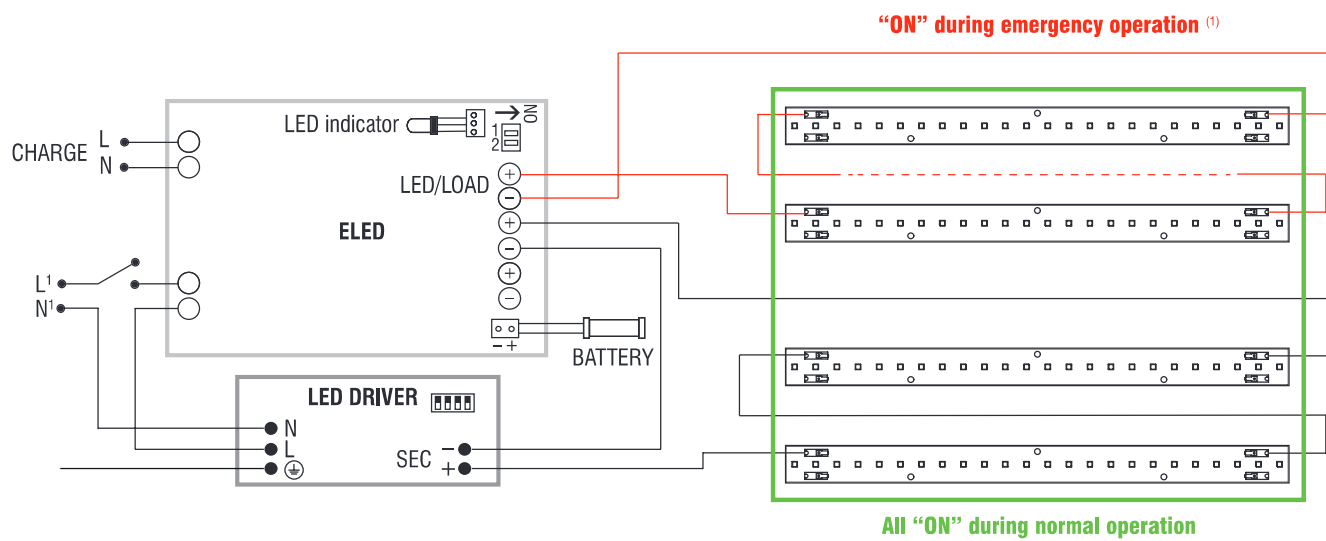 “ON” during emergency operation (1)
LED indicator
NO
1
2
CHARGE
L
N
LED/LOAD
+
−
+
−
+
−
ELED
L1
N1
− +
BATTERY
LED DRIVER
N
L
SEC
−
+
All “ON” during normal operation